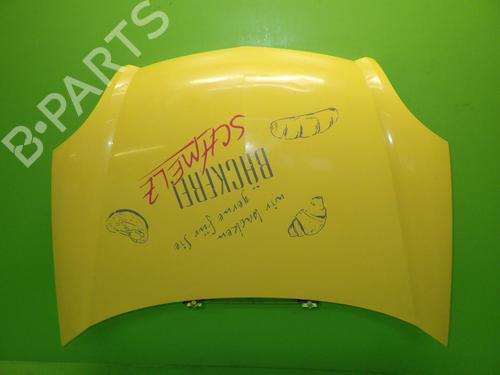 B-PARTS
BÄCKEREI
SCHMELZ
wir backen
gerne für Sie